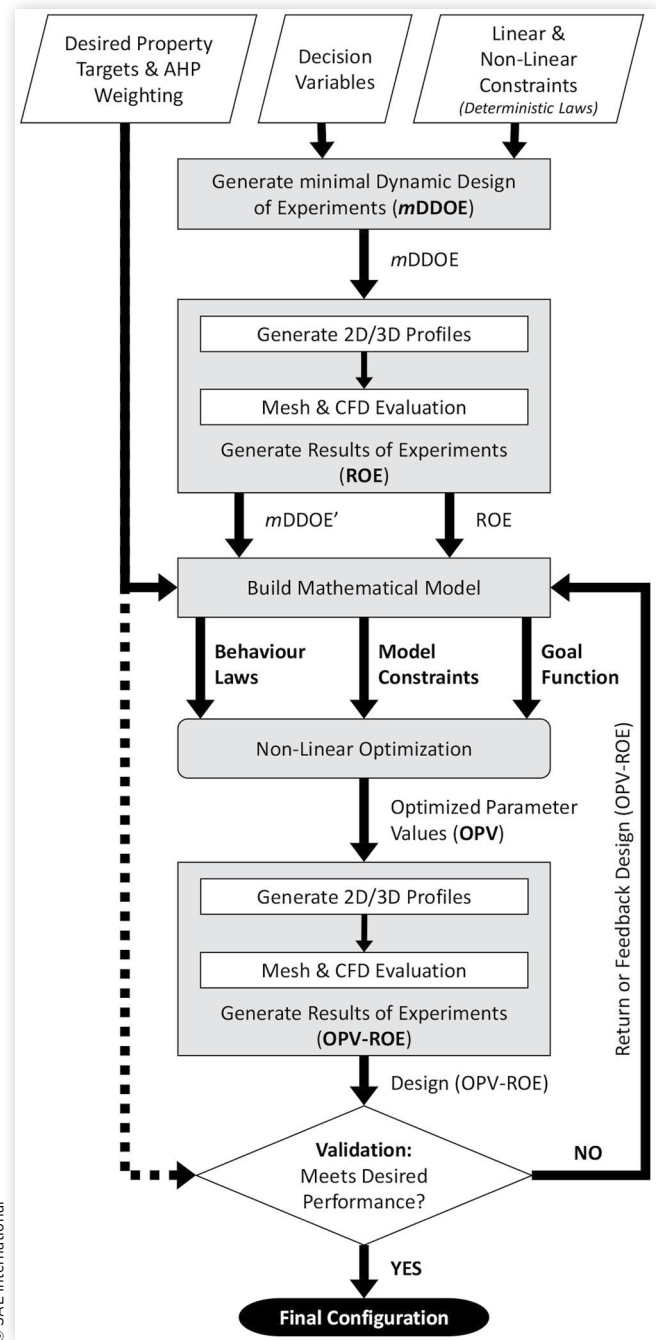 Desired Property
Targets & AHP
Weighting
Decision
Variables
Linear &
Non-Linear
Constraints
(Deterministic Laws)
Generate minimal Dynamic Design
of Experiments (mDDOE)
mDDOE
Generate 2D/3D Profiles
Mesh & CFD Evaluation
Generate Results of Experiments
(ROE)
mDDOE’
ROE
Build Mathematical Model
Behaviour
Laws
Model
Constraints
Goal
Function
Non-Linear Optimization
Optimized Parameter
Values (OPV)
Generate 2D/3D Profiles
Mesh & CFD Evaluation
Generate Results of Experiments
(OPV-ROE)
Return or Feedback Design (OPV-ROE)
Design (OPV-ROE)
Validation:
Meets Desired
Performance?
NO
YES
Final Configuration
© SAE International